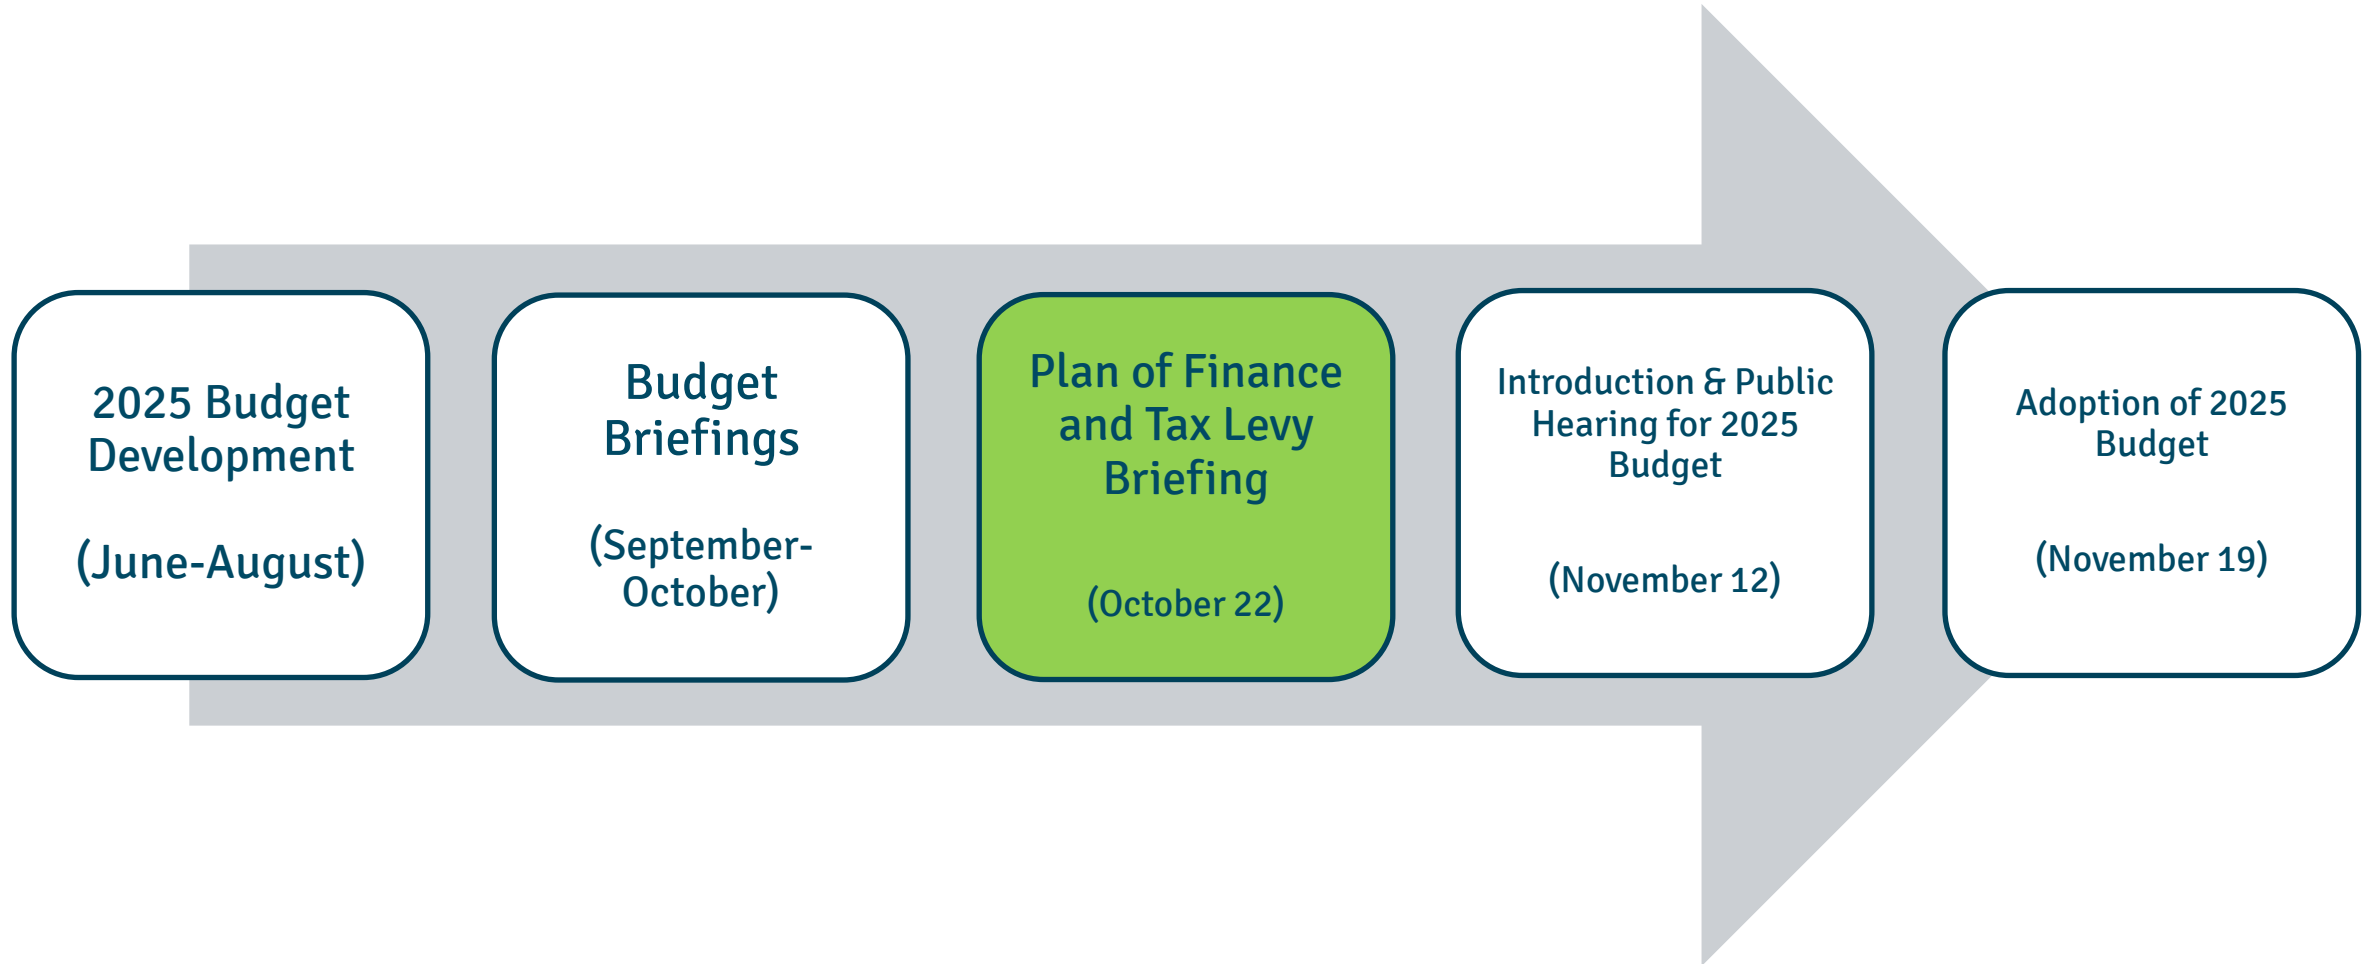 2025 Budget
Development
(June-August)
Budget
Briefings
(September-
October)
Plan of Finance
and Tax Levy
Briefing
(October 22)
Introduction & Public
Hearing for 2025
Budget
(November 12)
Adoption of 2025
Budget
(November 19)